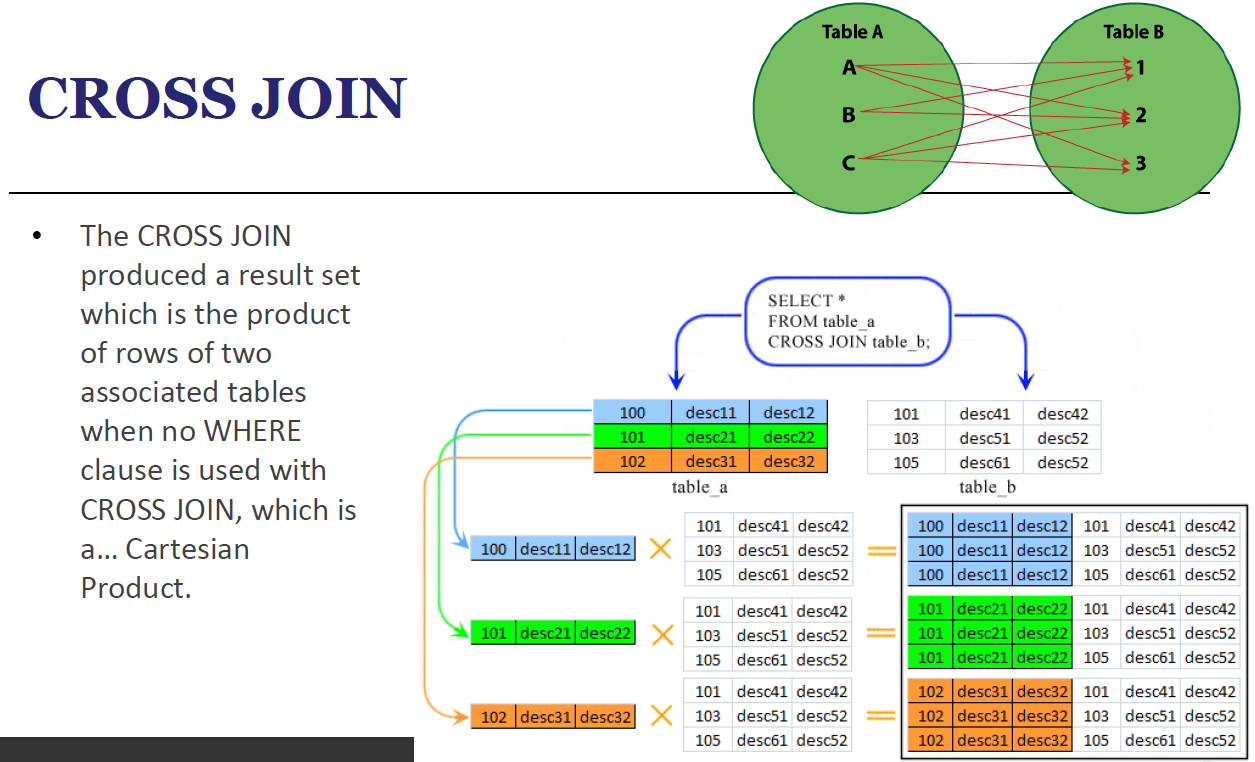 CROSS JOIN
Table A
Table B
A
1
B
2
C
3
• The CROSS JOIN
produced a result set
which is the product
of rows of two
associated tables
when no WHERE
clause is used with
CROSS JOIN, which is
a... Cartesian
Product.
SELECT *
FROM table_a
CROSS JOIN table_b;
100 desc11 desc12
101 desc21 desc22
102 desc31 desc32
table_a
101 desc41 desc42
103 desc51 desc52
105 desc61 desc52
table_b
100 desc11 desc12
×
101 desc41 desc42
103 desc51 desc52
105 desc61 desc52
=
100 desc11 desc12 101 desc41 desc42
100 desc11 desc12 103 desc51 desc52
100 desc11 desc12 105 desc61 desc52
101 desc21 desc22
×
101 desc41 desc42
103 desc51 desc52
105 desc61 desc52
=
101 desc21 desc22 101 desc41 desc42
101 desc21 desc22 103 desc51 desc52
101 desc21 desc22 105 desc61 desc52
102 desc31 desc32
×
101 desc41 desc42
103 desc51 desc52
105 desc61 desc52
=
102 desc31 desc32 101 desc41 desc42
102 desc31 desc32 103 desc51 desc52
102 desc31 desc32 105 desc61 desc52